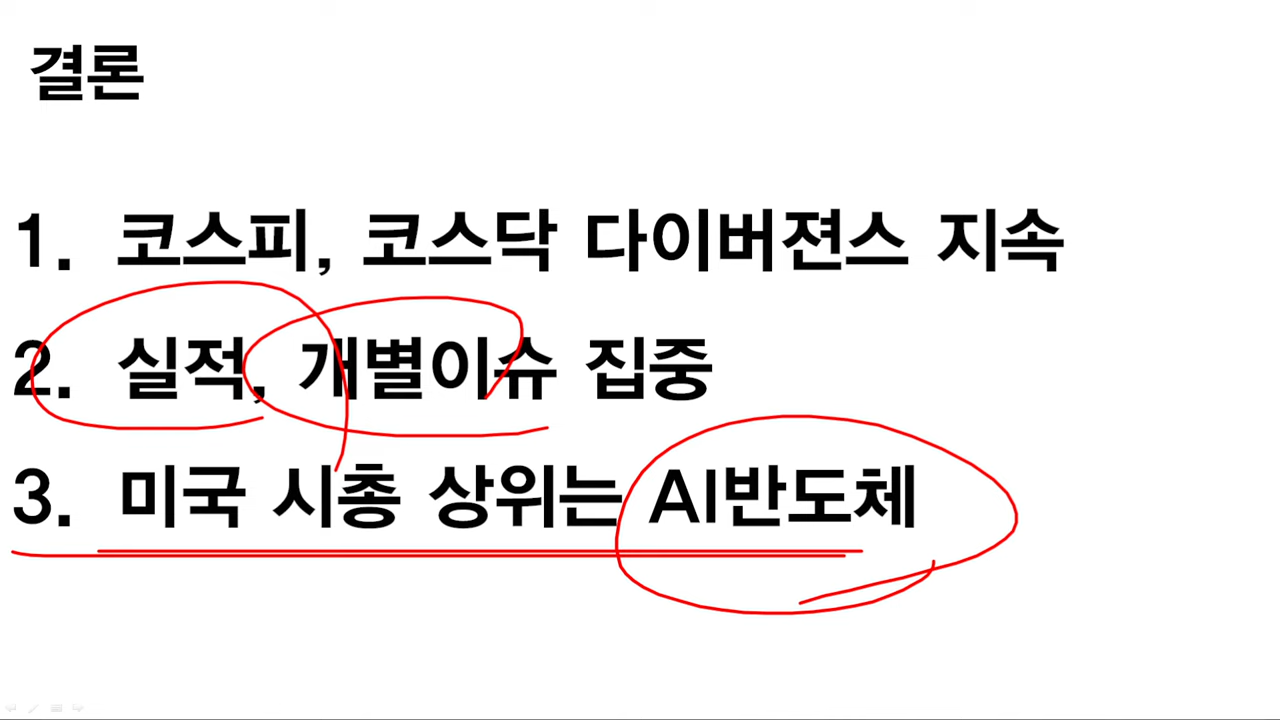 결론
1. 코스피, 코스닥 다이버젼스 지속
2. 실적, 개별이슈 집중
3. 미국 시총 상위는 AI반도체